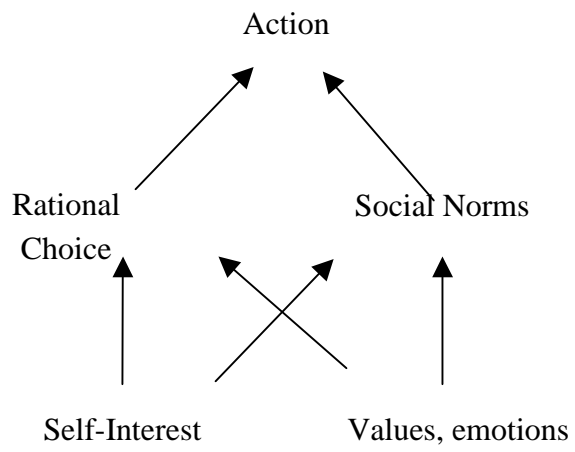 Action
Rational
Choice
Social Norms
Self-Interest
Values, emotions